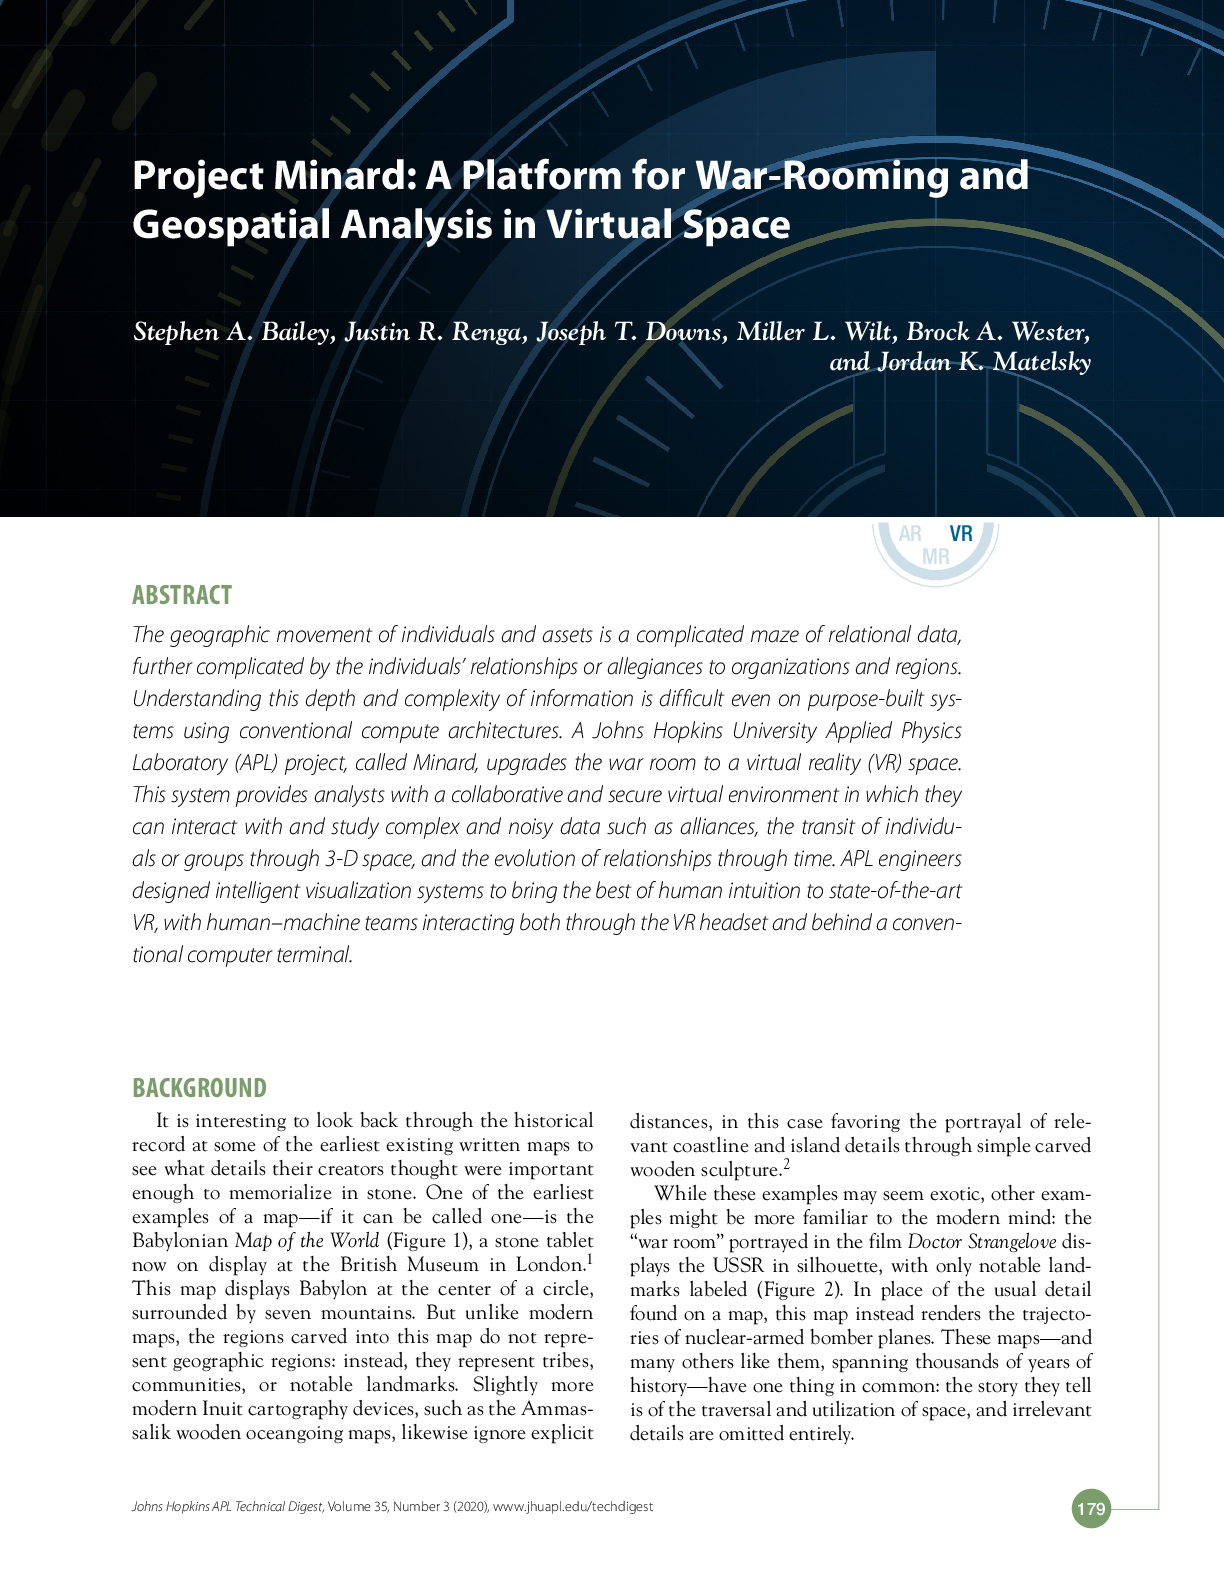 Project Minard: A Platform for War-Rooming and
Geospatial Analysis in Virtual Space
Stephen A. Bailey, Justin R. Renga, Joseph T. Downs, Miller L. Wilt, Brock A. Wester,
and Jordan K. Matelsky
AR VR
MR
ABSTRACT
The geographic movement of individuals and assets is a complicated maze of relational data,
further complicated by the individuals’ relationships or allegiances to organizations and regions.
Understanding this depth and complexity of information is difficult even on purpose-built sys-
tems using conventional compute architectures. A Johns Hopkins University Applied Physics
Laboratory (APL) project, called Minard, upgrades the war room to a virtual reality (VR) space.
This system provides analysts with a collaborative and secure virtual environment in which they
can interact with and study complex and noisy data such as alliances, the transit of individu-
als or groups through 3-D space, and the evolution of relationships through time. APL engineers
designed intelligent visualization systems to bring the best of human intuition to state-of-the-art
VR, with human–machine teams interacting both through the VR headset and behind a conven-
tional computer terminal.
BACKGROUND
It is interesting to look back through the historical
record at some of the earliest existing written maps to
see what details their creators thought were important
enough to memorialize in stone. One of the earliest
examples of a map—if it can be called one—is the
Babylonian Map of the World (Figure 1), a stone tablet
now on display at the British Museum in London.1
This map displays Babylon at the center of a circle,
surrounded by seven mountains. But unlike modern
maps, the regions carved into this map do not repre-
sent geographic regions: instead, they represent tribes,
communities, or notable landmarks. Slightly more
modern Inuit cartography devices, such as the Ammas-
salik wooden oceangoing maps, likewise ignore explicit
distances, in this case favoring the portrayal of rele-
vant coastline and island details through simple carved
wooden sculpture.2
While these examples may seem exotic, other exam-
ples might be more familiar to the modern mind: the
“war room” portrayed in the film Doctor Strangelove dis-
plays the USSR in silhouette, with only notable land-
marks labeled (Figure 2). In place of the usual detail
found on a map, this map instead renders the trajecto-
ries of nuclear-armed bomber planes. These maps—and
many others like them, spanning thousands of years of
history—have one thing in common: the story they tell
is of the traversal and utilization of space, and irrelevant
details are omitted entirely.
Johns Hopkins APL Technical Digest, Volume 35, Number 3 (2020), www.jhuapl.edu/techdigest
179